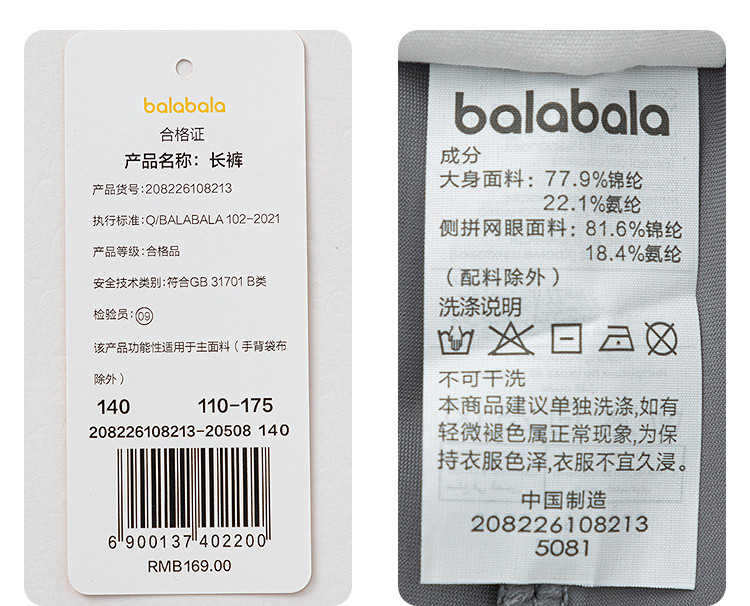 balabala
合格证
产品名称：长裤
产品货号:208226108213
执行标准:Q/BALABALA 102-2021
产品等级:合格品
安全技术类别:符合GB 31701 B类
检验员:09
该产品功能性适用于主面料（手背袋布
除外）
140 110-175
208226108213-20508 140
6 900137 402200
RMB169.00
balabala
成分
大身面料：77.9%锦纶
22.1%氨纶
侧拼网眼面料：81.6%锦纶
18.4%氨纶
（配料除外）
洗涤说明
不可干洗
本商品建议单独洗涤,如有
轻微褪色属正常现象,为保
持衣服色泽,衣服不宜久浸。
中国制造
208226108213
5081